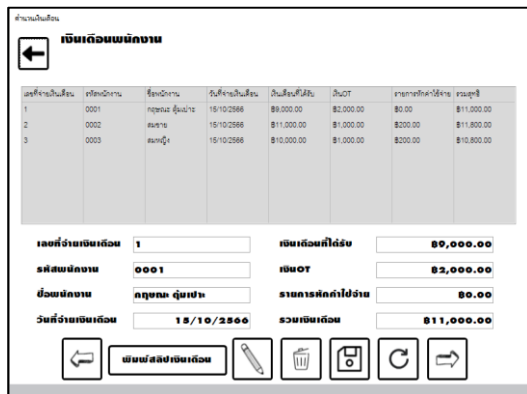 คำนวนเงินเดือน
เงินเดือนพนักงาน
เลขที่จ่ายเงินเดือน รหัสพนักงาน ชื่อพนักงาน วันที่จ่ายเงินเดือน เงินเดือนที่ได้รับ เงินOT รายการหักค่าใช้จ่าย รวมสุทธิ
1 0001 กฤษณะ คุ้มเปาะ 15/10/2566 ฿9,000.00 ฿2,000.00 ฿0.00 ฿11,000.00
2 0002 สมชาย 15/10/2566 ฿11,000.00 ฿1,000.00 ฿200.00 ฿11,800.00
3 0003 สมหญิง 15/10/2566 ฿10,000.00 ฿1,000.00 ฿200.00 ฿10,800.00
เลขที่จ่ายเงินเดือน 1 เงินเดือนที่ได้รับ ฿9,000.00
รหัสพนักงาน 0001 เงินOT ฿2,000.00
ชื่อพนักงาน กฤษณะ คุ้มเปาะ รายการหักค่าใช้จ่าย ฿0.00
วันที่จ่ายเงินเดือน 15/10/2566 รวมเงินเดือน ฿11,000.00
พิมพ์สลิปเงินเดือน